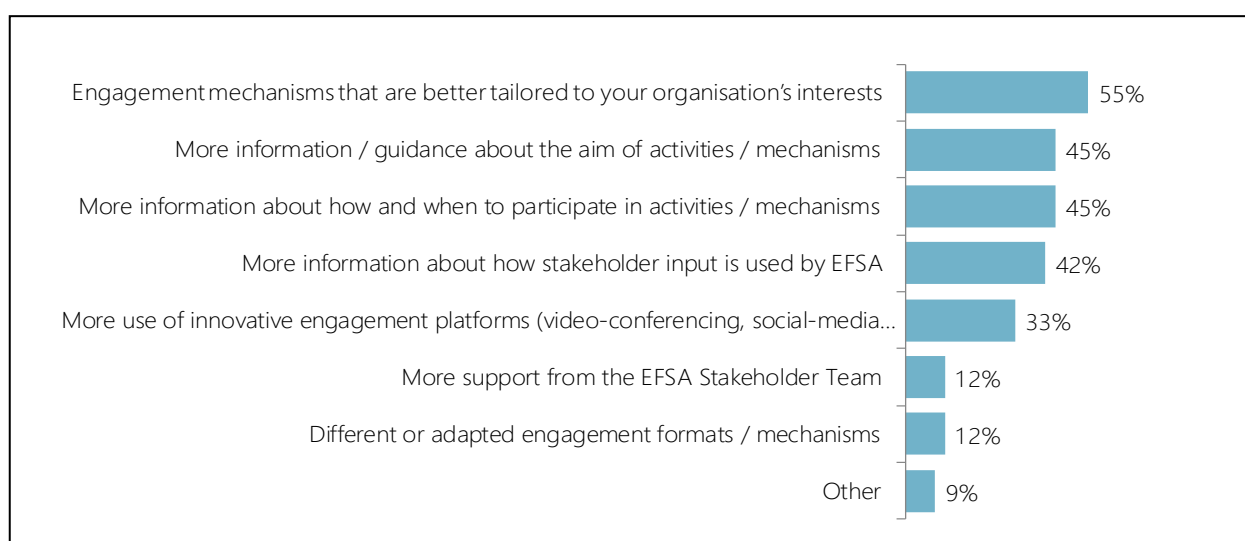 Engagement mechanisms that are better tailored to your organisation's interests 55%
More information / guidance about the aim of activities / mechanisms 45%
More information about how and when to participate in activities / mechanisms 45%
More information about how stakeholder input is used by EFSA 42%
More use of innovative engagement platforms (video-conferencing, social-media... 33%
More support from the EFSA Stakeholder Team 12%
Different or adapted engagement formats / mechanisms 12%
Other 9%